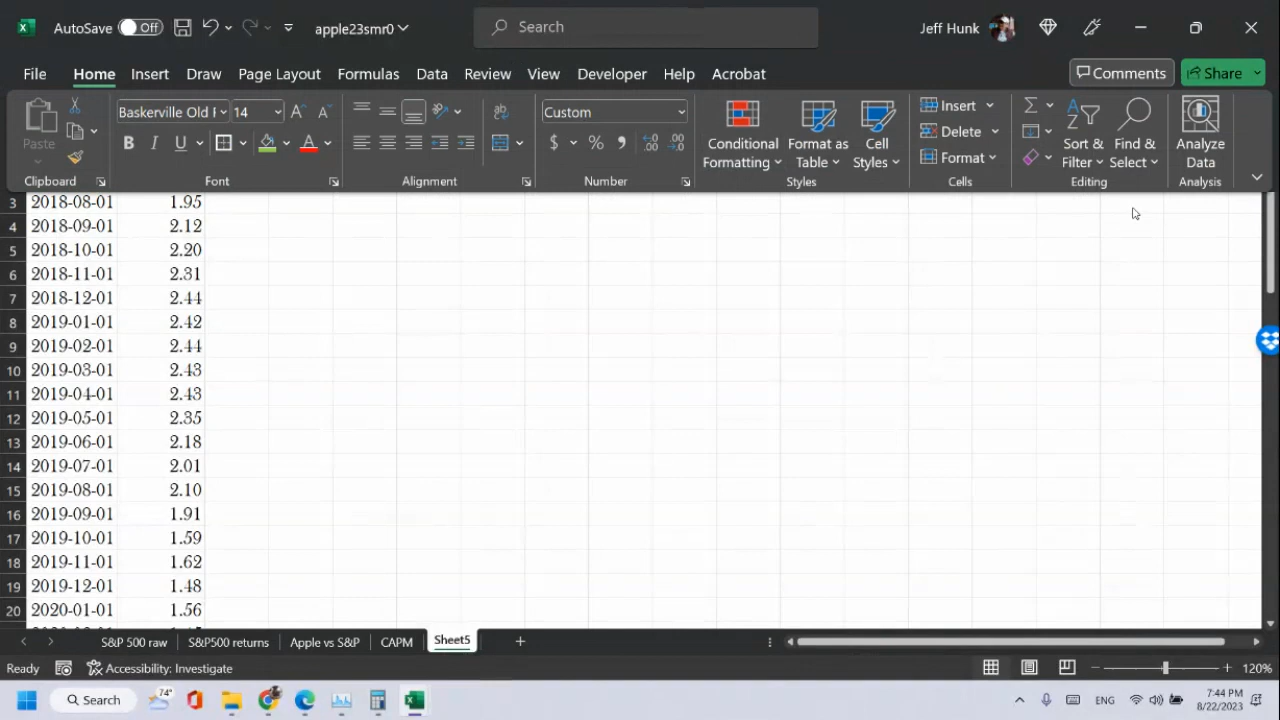 AutoSave Off apple23smr0 Search Jeff Hunk
File Home Insert Draw Page Layout Formulas Data Review View Developer Help Acrobat Comments Share
Paste
Clipboard
Baskerville Old F 14
B I U
Font
ab
Alignment
Custom
$ % ,
Number
Conditional Formatting
Format as Table
Cell Styles
Styles
Insert
Delete
Format
Cells
Sort & Filter
Find & Select
Editing
Analyze Data
Analysis
3 2018-08-01 1.95
4 2018-09-01 2.12
5 2018-10-01 2.20
6 2018-11-01 2.31
7 2018-12-01 2.44
8 2019-01-01 2.42
9 2019-02-01 2.44
10 2019-03-01 2.43
11 2019-04-01 2.43
12 2019-05-01 2.35
13 2019-06-01 2.18
14 2019-07-01 2.01
15 2019-08-01 2.10
16 2019-09-01 1.91
17 2019-10-01 1.59
18 2019-11-01 1.62
19 2019-12-01 1.48
20 2020-01-01 1.56
S&P 500 raw S&P500 returns Apple vs S&P CAPM Sheet5
Ready Accessibility: Investigate 120%
Search 74° ENG 7:44 PM
8/22/2023